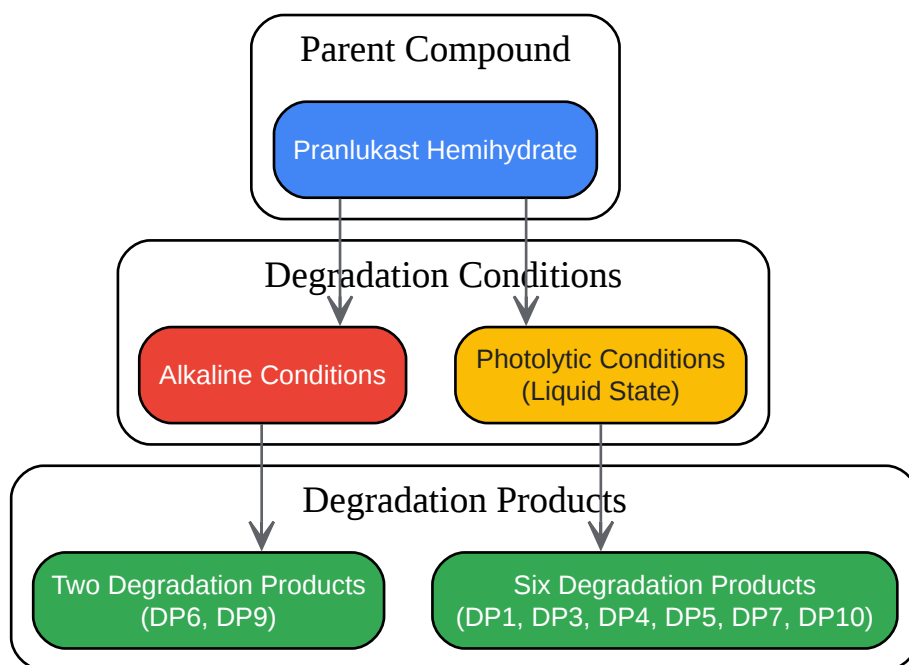 Parent Compound
Pranlukast Hemihydrate
Degradation Conditions
Alkaline Conditions
Photolytic Conditions
(Liquid State)
Degradation Products
Two Degradation Products
(DP6, DP9)
Six Degradation Products
(DP1, DP3, DP4, DP5, DP7, DP10)